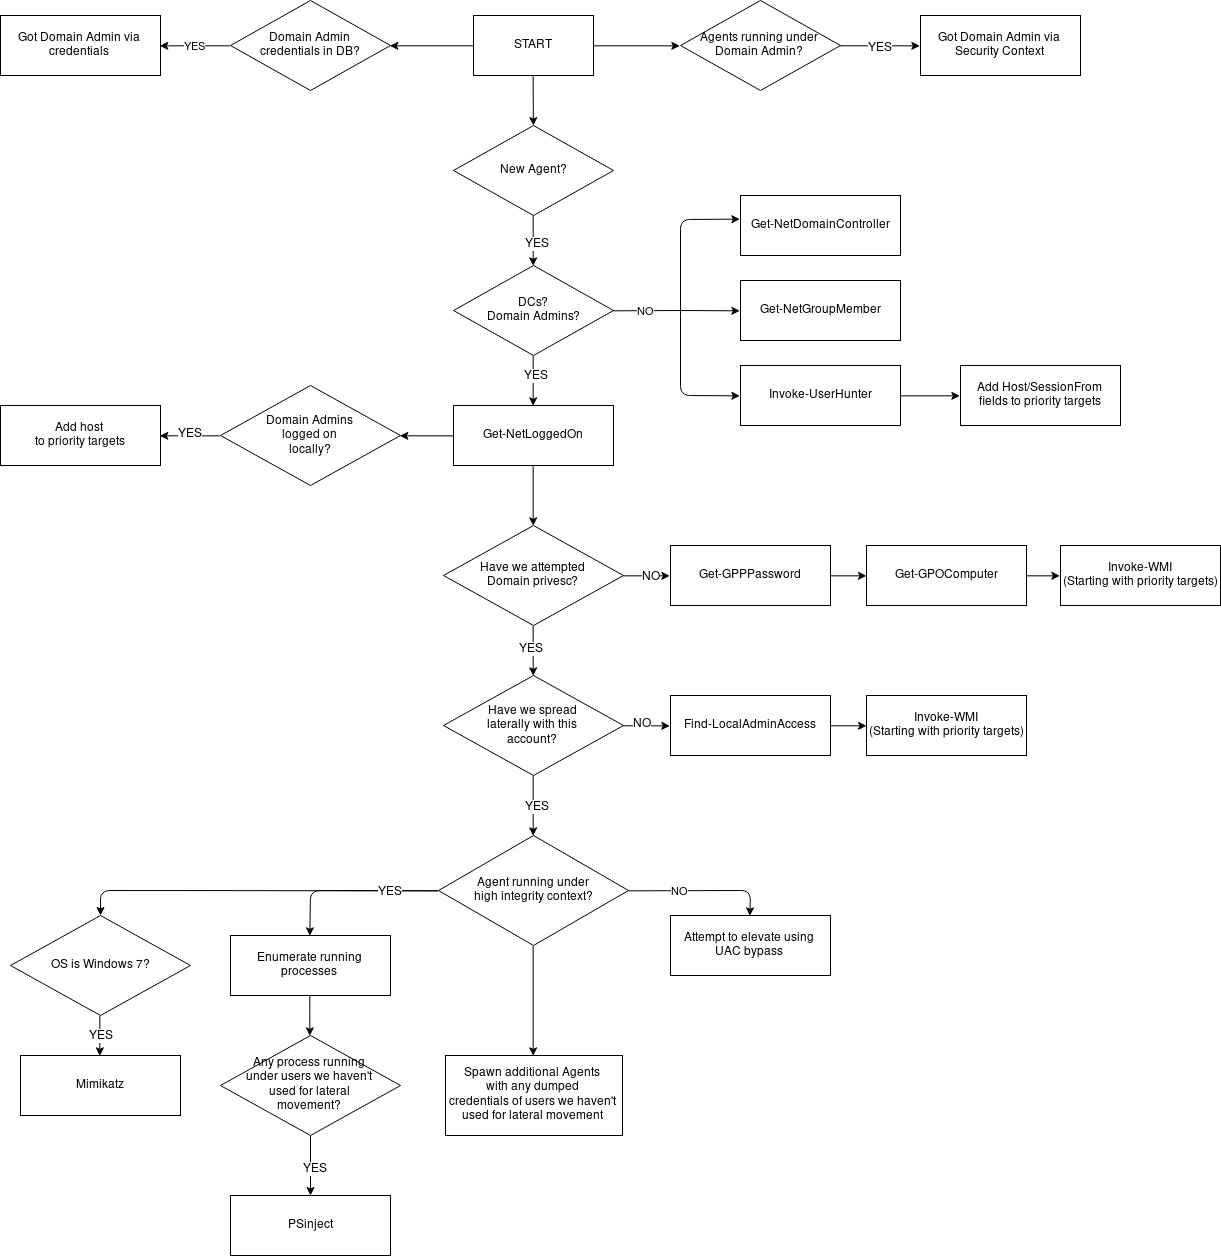 Got Domain Admin via
credentials
YES
Domain Admin
credentials in DB?
START
Agents running under
Domain Admin?
YES
Got Domain Admin via
Security Context
New Agent?
YES
DCs?
Domain Admins?
NO
Get-NetDomainController
Get-NetGroupMember
Invoke-UserHunter
Add Host/SessionFrom
fields to priority targets
YES
Get-NetLoggedOn
Domain Admins
logged on
locally?
YES
Add host
to priority targets
Have we attempted
Domain privesc?
NO
Get-GPPPassword
Get-GPOComputer
Invoke-WMI
(Starting with priority targets)
YES
Have we spread
laterally with this
account?
NO
Find-LocalAdminAccess
Invoke-WMI
(Starting with priority targets)
YES
Agent running under
high integrity context?
YES
NO
Attempt to elevate using
UAC bypass
OS is Windows 7?
YES
Mimikatz
Enumerate running
processes
Any process running
under users we haven't
used for lateral
movement?
YES
PSinject
Spawn additional Agents
with any dumped
credentials of users we haven't
used for lateral movement